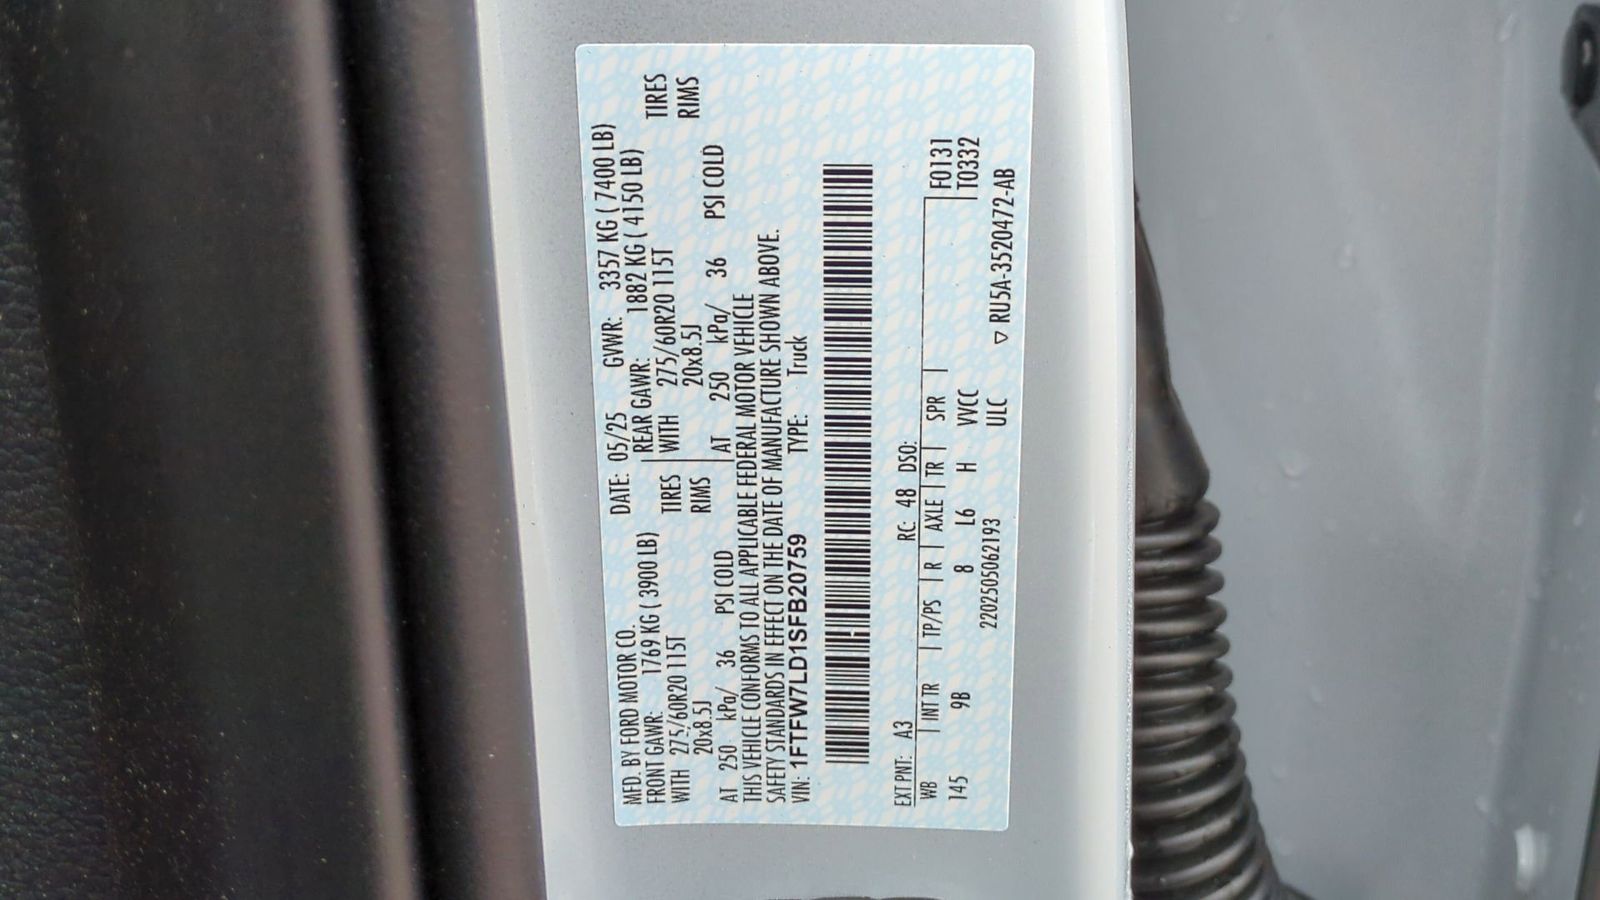 MFD. BY FORD MOTOR CO.
DATE: 05/25 GVWR: 3357 KG ( 7400 LB)
FRONT GAWR: 1769 KG ( 3900 LB) REAR GAWR: 1882 KG ( 4150 LB)
WITH 275/60R20 115T TIRES WITH 275/60R20 115T TIRES
20x8.5J RIMS 20x8.5J RIMS
AT 250 kPa/ 36 PSI COLD AT 250 kPa/ 36 PSI COLD
THIS VEHICLE CONFORMS TO ALL APPLICABLE FEDERAL MOTOR VEHICLE
SAFETY STANDARDS IN EFFECT ON THE DATE OF MANUFACTURE SHOWN ABOVE.
VIN: 1FTFW7LD1SFB20759 TYPE: Truck
EXT PNT: A3 RC: 48 DSO:
WB INT TR TP/PS R AXLE TR SPR F0131
145 9B 8 L6 H VVCC T0332
2202505062193 ULC ▽ RU5A-3520472-AB